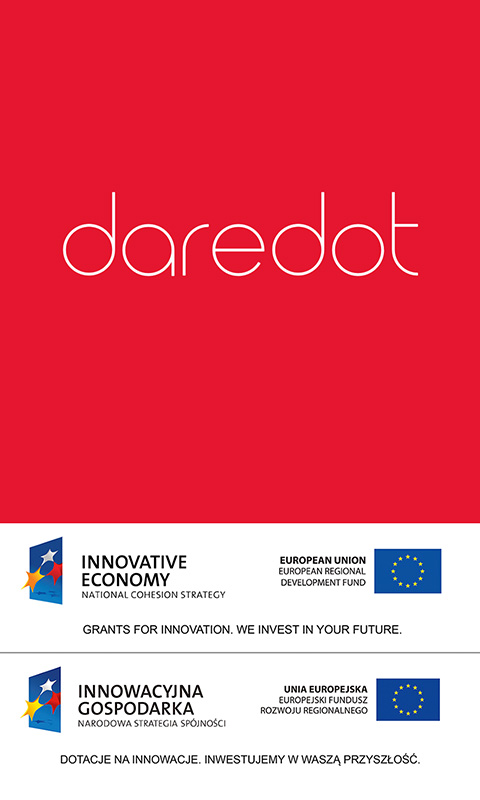 daredot
INNOVATIVE
ECONOMY
NATIONAL COHESION STRATEGY
EUROPEAN UNION
EUROPEAN REGIONAL
DEVELOPMENT FUND
GRANTS FOR INNOVATION. WE INVEST IN YOUR FUTURE.
INNOWACYJNA
GOSPODARKA
NARODOWA STRATEGIA SPÓJNOŚCI
UNIA EUROPEJSKA
EUROPEJSKI FUNDUSZ
ROZWOJU REGIONALNEGO
DOTACJE NA INNOWACJE. INWESTUJEMY W WASZĄ PRZYSZŁOŚĆ.